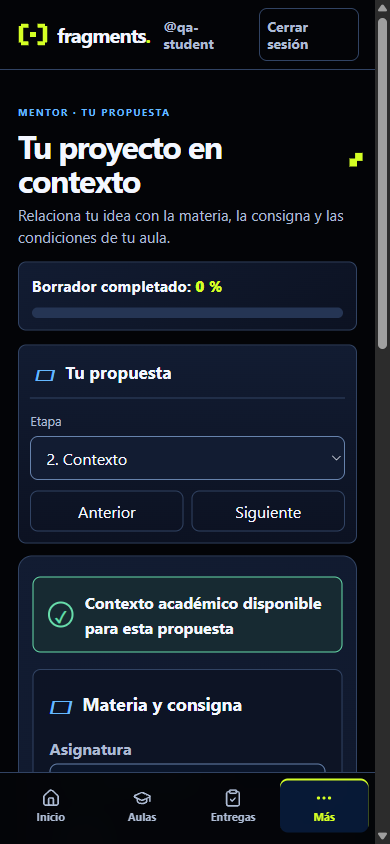 fragments.
@qa-student
Cerrar sesión
MENTOR · TU PROPUESTA
Tu proyecto en
contexto
Relaciona tu idea con la materia, la consigna y las
condiciones de tu aula.
Borrador completado: 0 %
Tu propuesta
Etapa
2. Contexto
Anterior
Siguiente
Contexto académico disponible
para esta propuesta
Materia y consigna
Asignatura
Inicio
Aulas
Entregas
Más